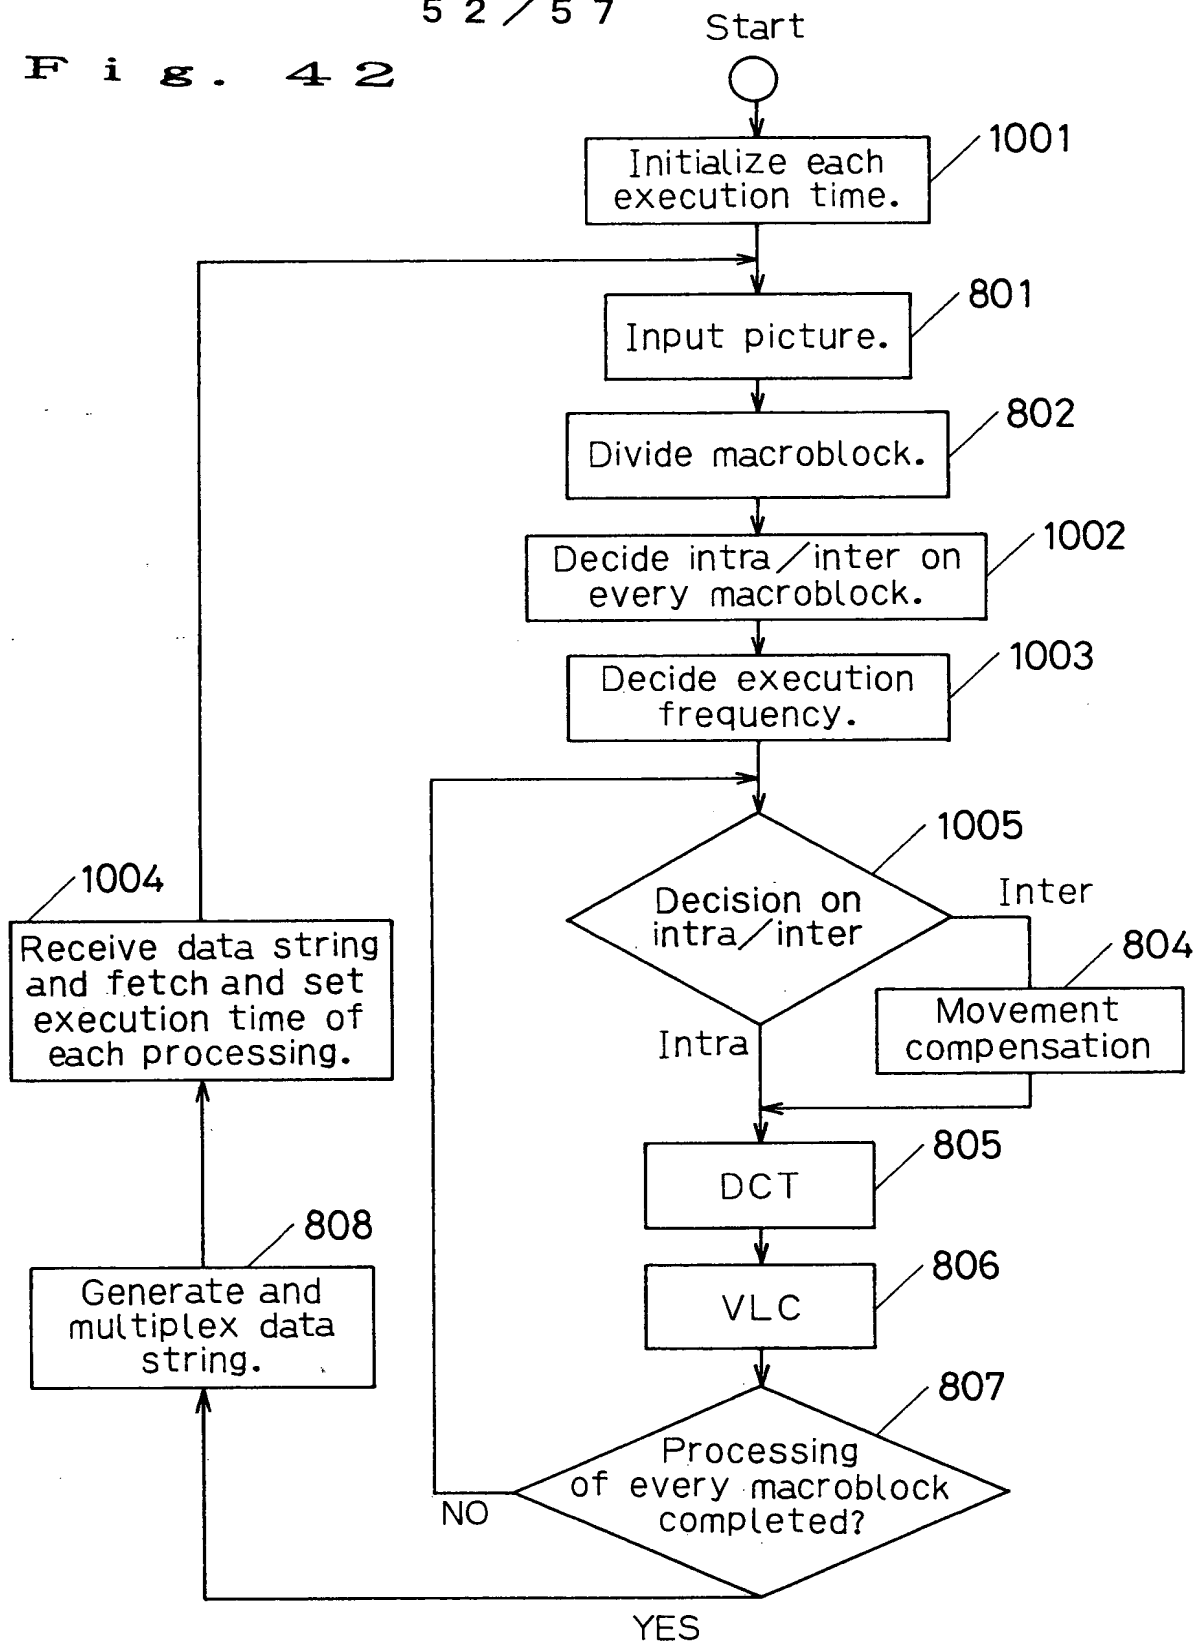 52/57
Fig. 42
Start
1001
Initialize each
execution time.
801
Input picture.
802
Divide macroblock.
1002
Decide intra/inter on
every macroblock.
1003
Decide execution
frequency.
1005
Decision on
intra/inter
Inter
804
Movement
compensation
Intra
1004
Receive data string
and fetch and set
execution time of
each processing.
805
DCT
808
Generate and
multiplex data
string.
806
VLC
807
Processing
of every macroblock
completed?
NO
YES